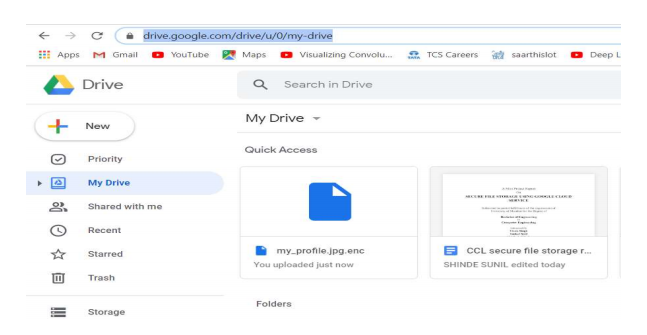 drive.google.com/drive/u/0/my-drive
Apps Gmail YouTube Maps Visualizing Convolu... TCS Careers saarthislot Deep L
Drive
Search in Drive
New
My Drive
Quick Access
Priority
My Drive
Shared with me
Recent
Starred
Trash
Storage
SECURE FILE STORAGE USING GOOGLE CLOUD
SERVICE
my_profile.jpg.enc
You uploaded just now
CCL secure file storage r...
SHINDE SUNIL edited today
Folders